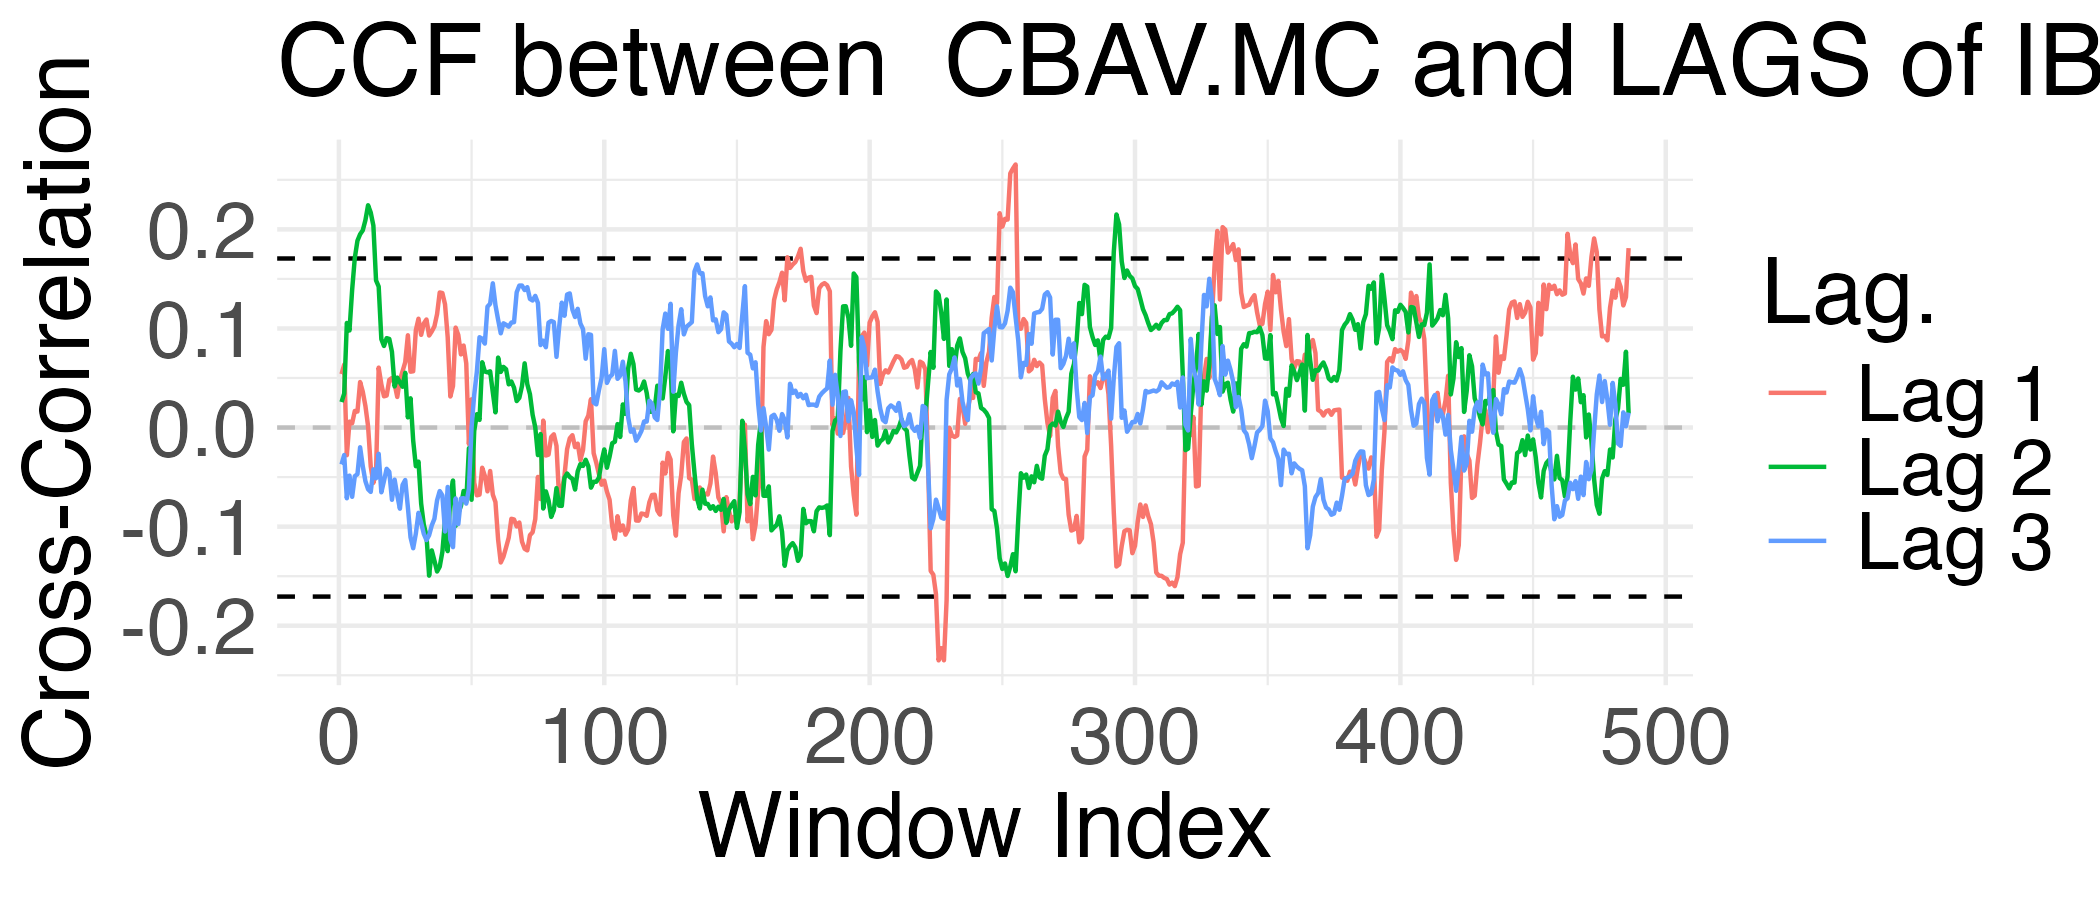 CCF between CBAV.MC and LAGS of IB
Cross-Correlation
0.2
0.1
0.0
-0.1
-0.2
0 100 200 300 400 500
Window Index
Lag.
Lag 1
Lag 2
Lag 3